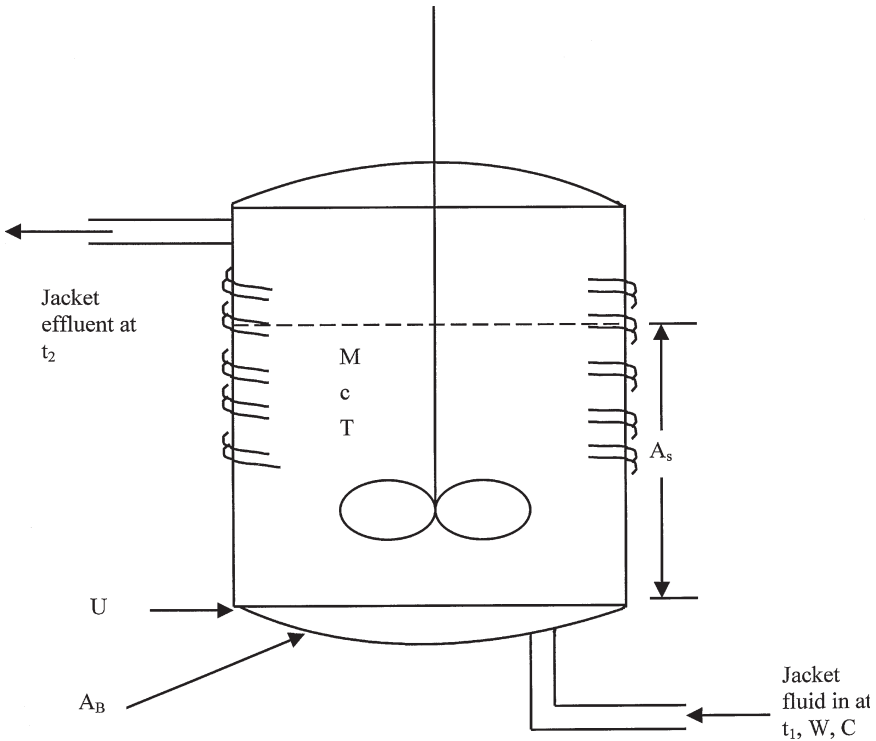 Jacket
effluent at
t₂
M
c
T
Aₛ
U
A_B
Jacket
fluid in at
t₁, W, C